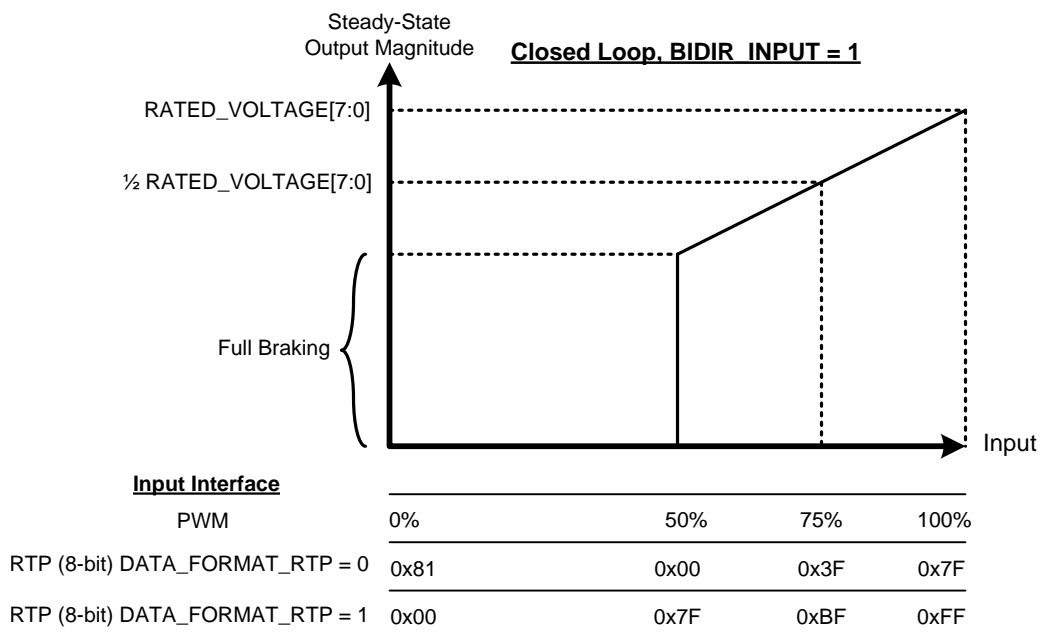 Steady-State
Output Magnitude
Closed Loop, BIDIR_INPUT = 1
RATED_VOLTAGE[7:0]
½ RATED_VOLTAGE[7:0]
Full Braking
Input
Input Interface
PWM 0% 50% 75% 100%
RTP (8-bit) DATA_FORMAT_RTP = 0 0x81 0x00 0x3F 0x7F
RTP (8-bit) DATA_FORMAT_RTP = 1 0x00 0x7F 0xBF 0xFF